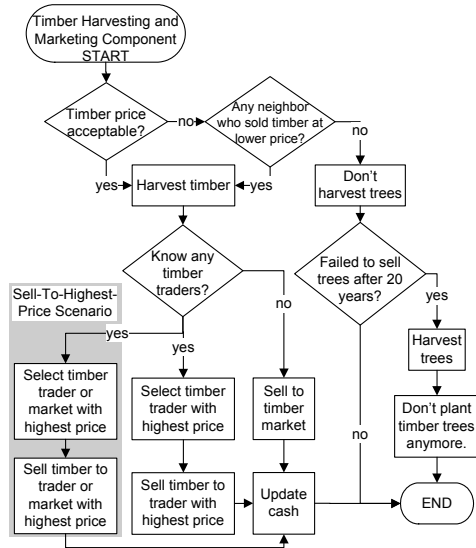 Timber Harvesting and
Marketing Component
START
Timber price
acceptable?
no
Any neighbor
who sold timber at
lower price?
no
yes
Harvest timber
yes
Don't
harvest trees
Know any
timber
traders?
Failed to sell
trees after 20
years?
Sell-To-Highest-
Price Scenario
yes
yes
no
yes
Harvest
trees
Select timber
trader or
market with
highest price
Select timber
trader with
highest price
Sell to
timber
market
Don't plant
timber trees
anymore.
no
Sell timber to
trader or
market with
highest price
Sell timber to
trader with
highest price
Update
cash
END